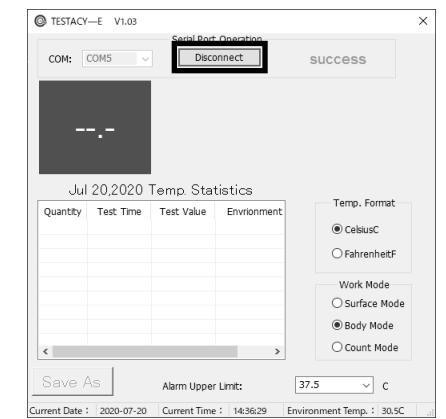 TESTACY—E V1.03
Serial Port Operation
COM: COM5 Disconnect success
--.-
Jul 20,2020 Temp. Statistics
Quantity Test Time Test Value Envrionment
Temp. Format
CelsiusC
FahrenheitF
Work Mode
Surface Mode
Body Mode
Count Mode
Save As Alarm Upper Limit: 37.5 C
Current Date : 2020-07-20 Current Time : 14:36:29 Environment Temp. : 30.5C